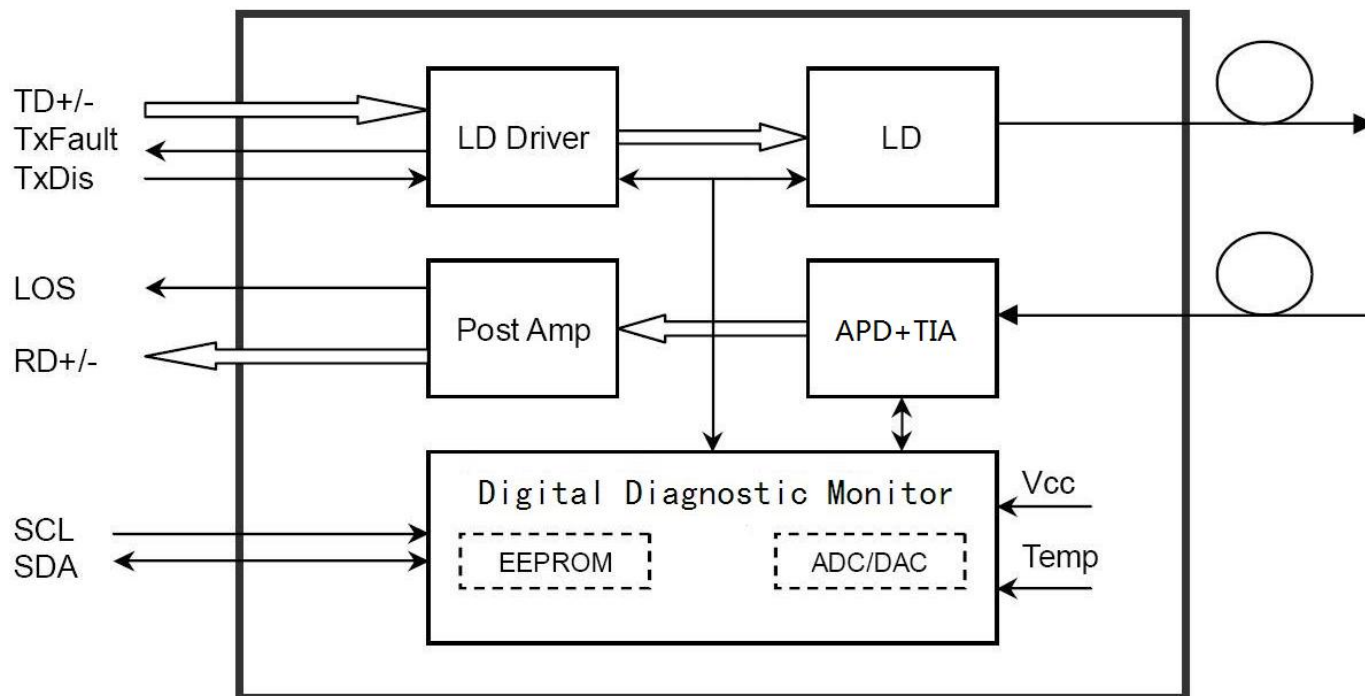 TD+/-
TxFault
TxDis
LD Driver
LD
LOS
RD+/-
Post Amp
APD+TIA
Digital Diagnostic Monitor
EEPROM
ADC/DAC
SCL
SDA
Vcc
Temp